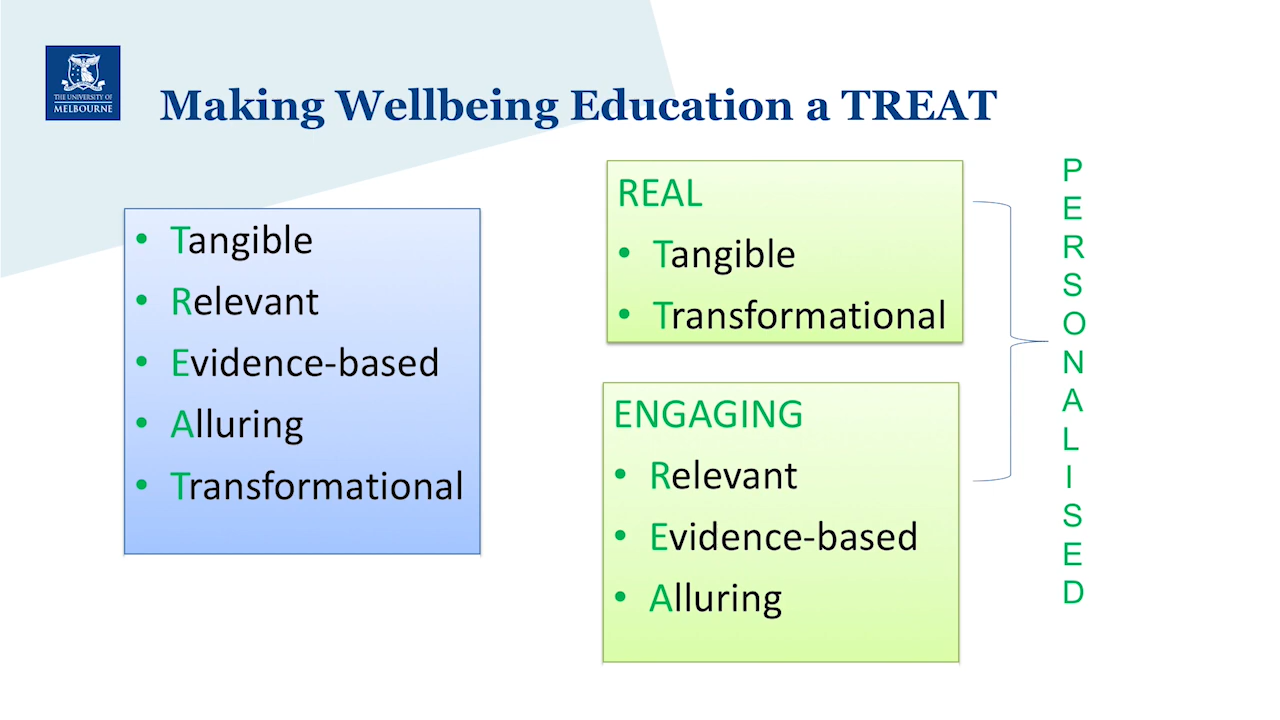 THE UNIVERSITY OF
MELBOURNE
Making Wellbeing Education a TREAT
• Tangible
• Relevant
• Evidence-based
• Alluring
• Transformational
REAL
• Tangible
• Transformational
ENGAGING
• Relevant
• Evidence-based
• Alluring
P
E
R
S
O
N
A
L
I
S
E
D